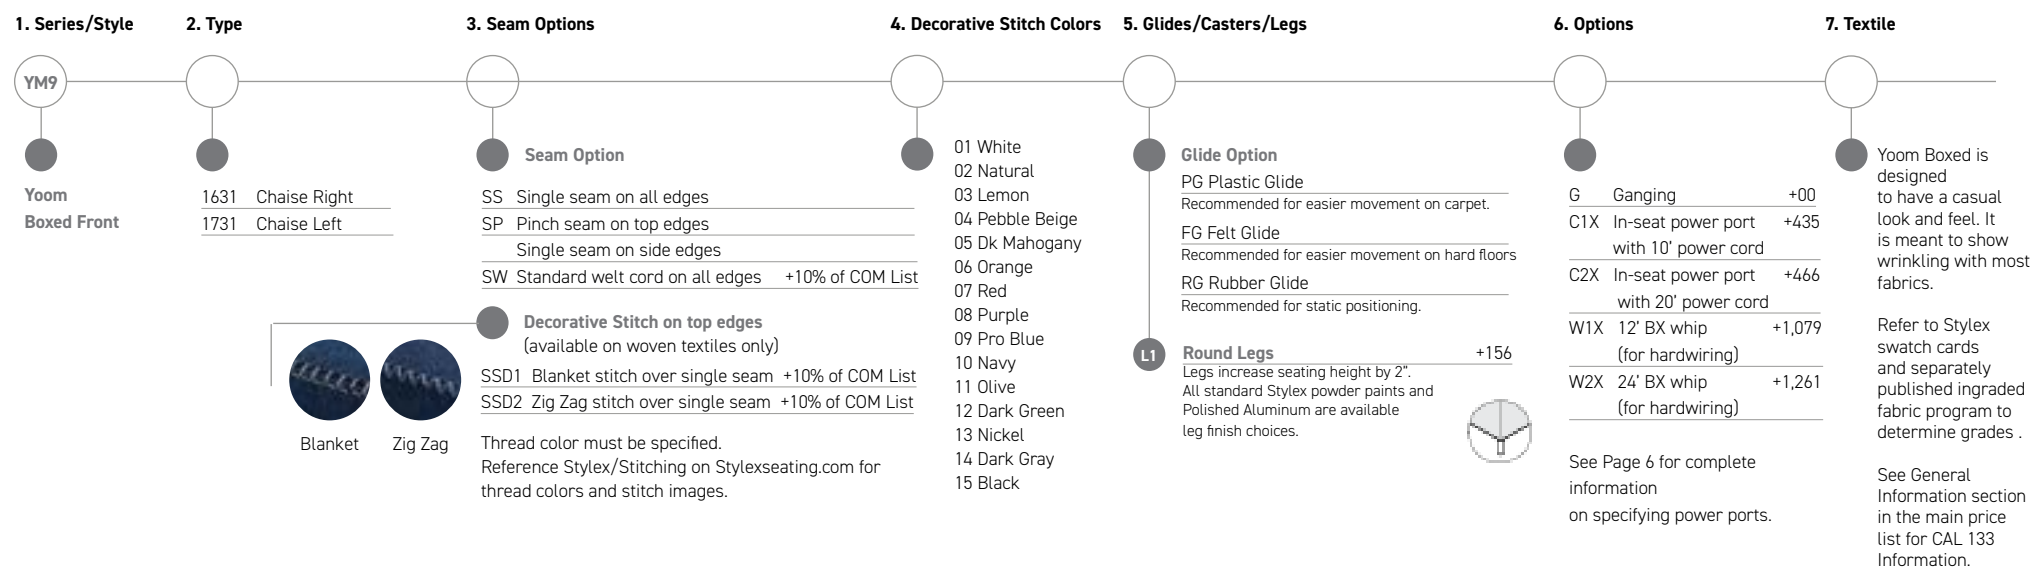 1. Series/Style
2. Type
3. Seam Options
4. Decorative Stitch Colors
5. Glides/Casters/Legs
6. Options
7. Textile
YM9
Yoom
Boxed Front
1631 Chaise Right
1731 Chaise Left
Seam Option
SS Single seam on all edges
SP Pinch seam on top edges
Single seam on side edges
SW Standard welt cord on all edges +10% of COM List
Decorative Stitch on top edges
(available on woven textiles only)
SSD1 Blanket stitch over single seam +10% of COM List
SSD2 Zig Zag stitch over single seam +10% of COM List
Blanket
Zig Zag
Thread color must be specified.
Reference Stylex/Stitching on Stylexseating.com for
thread colors and stitch images.
01 White
02 Natural
03 Lemon
04 Pebble Beige
05 Dk Mahogany
06 Orange
07 Red
08 Purple
09 Pro Blue
10 Navy
11 Olive
12 Dark Green
13 Nickel
14 Dark Gray
15 Black
Glide Option
PG Plastic Glide
Recommended for easier movement on carpet.
FG Felt Glide
Recommended for easier movement on hard floors
RG Rubber Glide
Recommended for static positioning.
L1
Round Legs +156
Legs increase seating height by 2”.
All standard Stylex powder paints and
Polished Aluminum are available
leg finish choices.
G Ganging +00
C1X In-seat power port +435
with 10’ power cord
C2X In-seat power port +466
with 20’ power cord
W1X 12’ BX whip +1,079
(for hardwiring)
W2X 24’ BX whip +1,261
(for hardwiring)
See Page 6 for complete
information
on specifying power ports.
Yoom Boxed is
designed
to have a casual
look and feel. It
is meant to show
wrinkling with most
fabrics.
Refer to Stylex
swatch cards
and separately
published ingraded
fabric program to
determine grades .
See General
Information section
in the main price
list for CAL 133
Information.